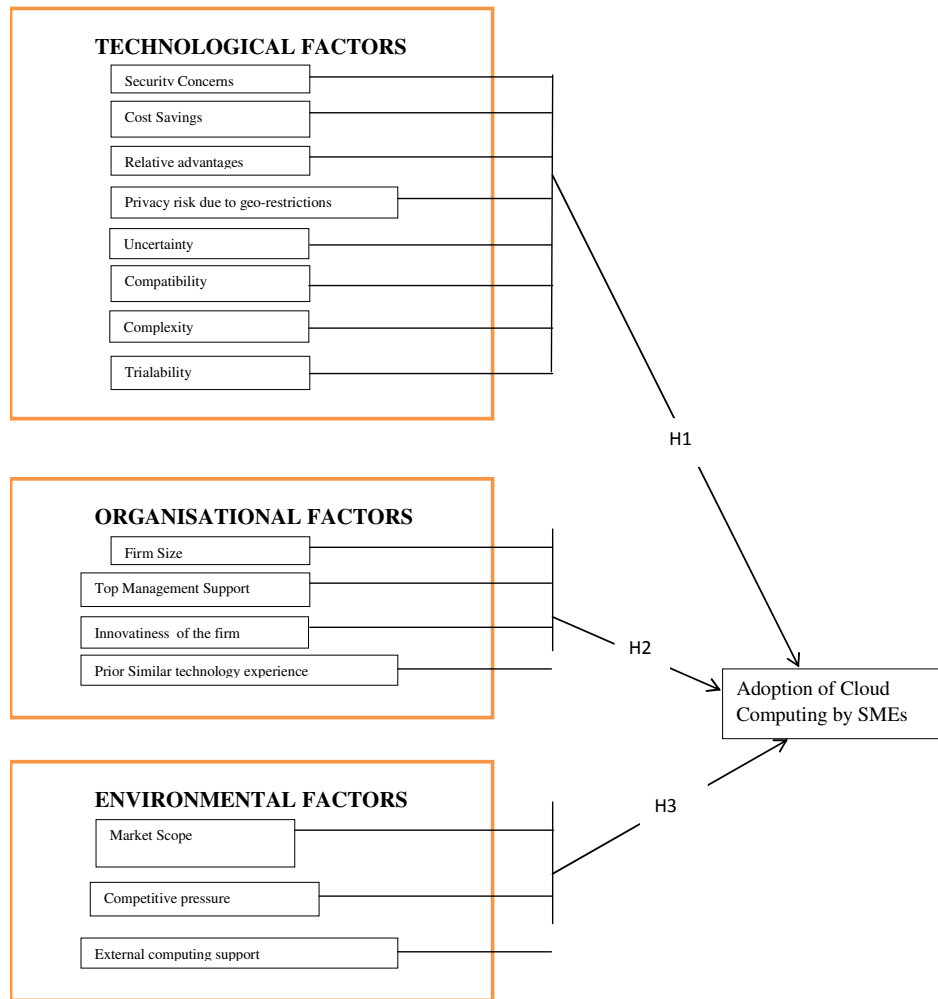 TECHNOLOGICAL FACTORS
Security Concerns
Cost Savings
Relative advantages
Privacy risk due to geo-restrictions
Uncertainty
Compatibility
Complexity
Trialability
H1
ORGANISATIONAL FACTORS
Firm Size
Top Management Support
Innovatiness of the firm
Prior Similar technology experience
H2
Adoption of Cloud
Computing by SMEs
ENVIRONMENTAL FACTORS
H3
Market Scope
Competitive pressure
External computing support